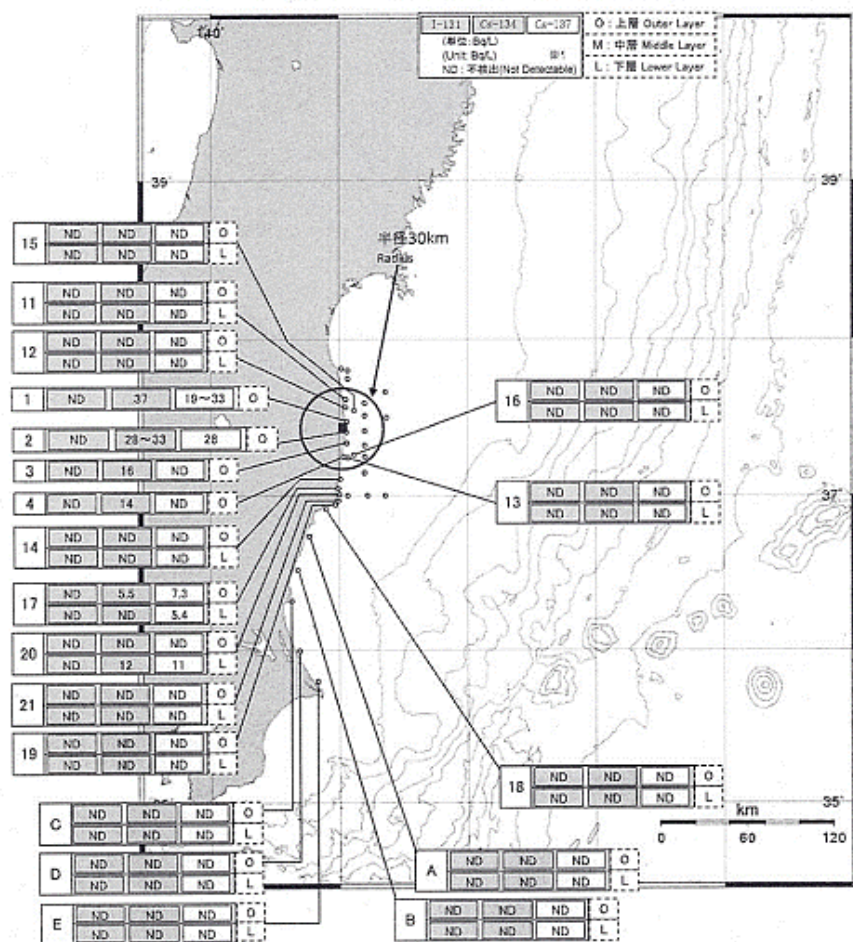 140°
I-131 Cs-134 Cs-137
(単位: Bq/L)
(Unit: Bq/L) ※1
ND : 不検出(Not Detectable)
O : 上層 Outer Layer
M : 中層 Middle Layer
L : 下層 Lower Layer
39° 39°
半径30km
Radius
15 ND ND ND O
ND ND ND L
11 ND ND ND O
ND ND ND L
12 ND ND ND O
ND ND ND L
1 ND 37 19~33 O
2 ND 28~33 28 O
3 ND 16 ND O
4 ND 14 ND O
14 ND ND ND O
ND ND ND L
17 ND 5.5 7.3 O
ND ND 5.4 L
20 ND ND ND O
ND 12 11 L
21 ND ND ND O
ND ND ND L
19 ND ND ND O
ND ND ND L
16 ND ND ND O
ND ND ND L
13 ND ND ND O
ND ND ND L
37°
18 ND ND ND O
ND ND ND L
35°
km
0 60 120
C ND ND ND O
ND ND ND L
D ND ND ND O
ND ND ND L
E ND ND ND O
ND ND ND L
A ND ND ND O
ND ND ND L
B ND ND ND O
ND ND ND L